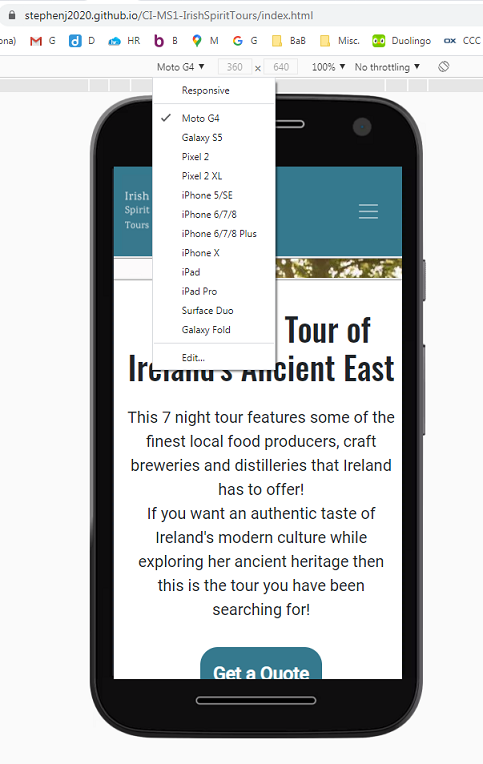 stephenj2020.github.io/CI-MS1-IrishSpiritTours/index.html
ona) M G D HR B M G G BaB Misc. Duolingo CCC
Moto G4 ▼ 360 × 640 100% ▼ No throttling ▼
Responsive
Moto G4
Galaxy S5
Pixel 2
Pixel 2 XL
iPhone 5/SE
iPhone 6/7/8
iPhone 6/7/8 Plus
iPhone X
iPad
iPad Pro
Surface Duo
Galaxy Fold
Edit...
Irish
Spirit
Tours
Tour of
Ireland's Ancient East
This 7 night tour features some of the
finest local food producers, craft
breweries and distilleries that Ireland
has to offer!
If you want an authentic taste of
Ireland's modern culture while
exploring her ancient heritage then
this is the tour you have been
searching for!
Get a Quote